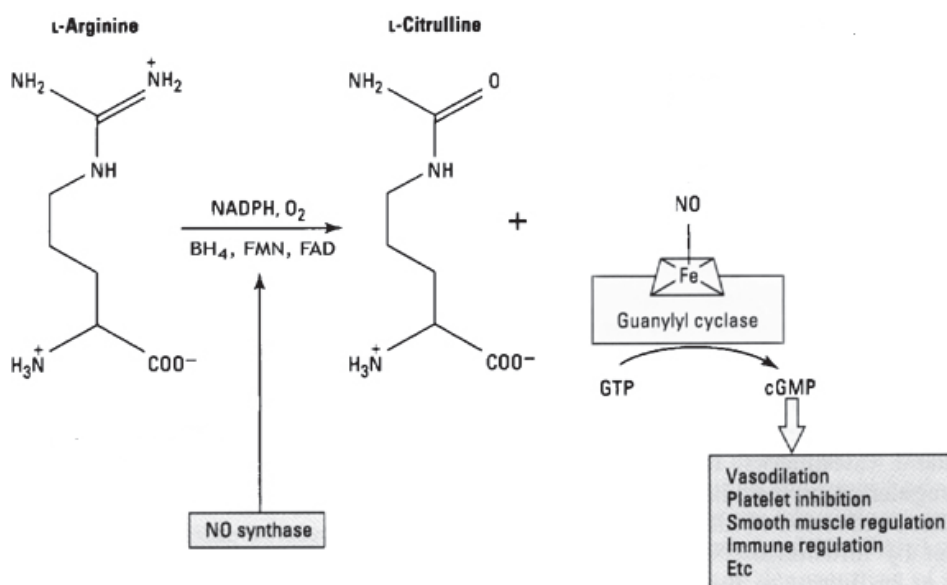 L-Arginine
L-Citrulline
NH2
+
NH2
NH2
O
NH
NH
NADPH, O2
BH4, FMN, FAD
+
NO
Fe
Guanylyl cyclase
H3N+
COO−
H3N+
COO−
GTP
cGMP
NO synthase
Vasodilation
Platelet inhibition
Smooth muscle regulation
Immune regulation
Etc